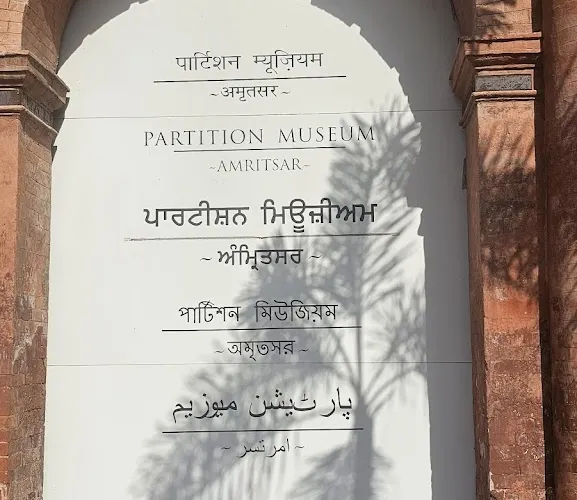 पार्टिशन म्यूज़ियम
~अमृतसर~
PARTITION MUSEUM
~AMRITSAR~
ਪਾਰਟੀਸ਼ਨ ਮਿਊਜ਼ੀਅਮ
~ ਅੰਮ੍ਰਿਤਸਰ ~
পার্টিশন মিউজিয়ম
~অমৃতসর~
پارٹیشن میوزیم
~ امرتسر ~